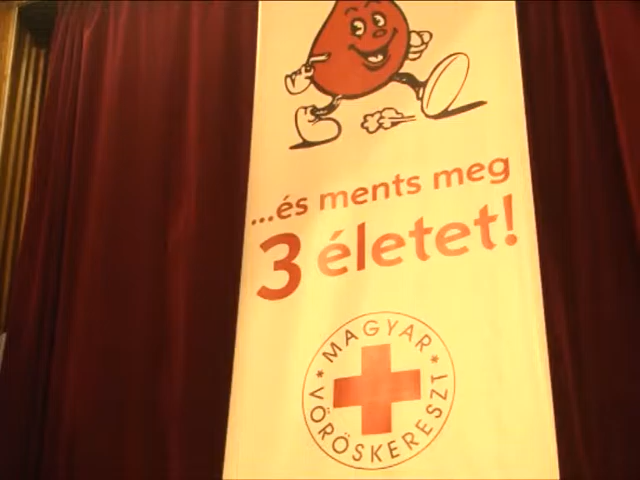 ...és ments meg
3 életet!
MAGYAR
* VÖRÖSKERESZT *